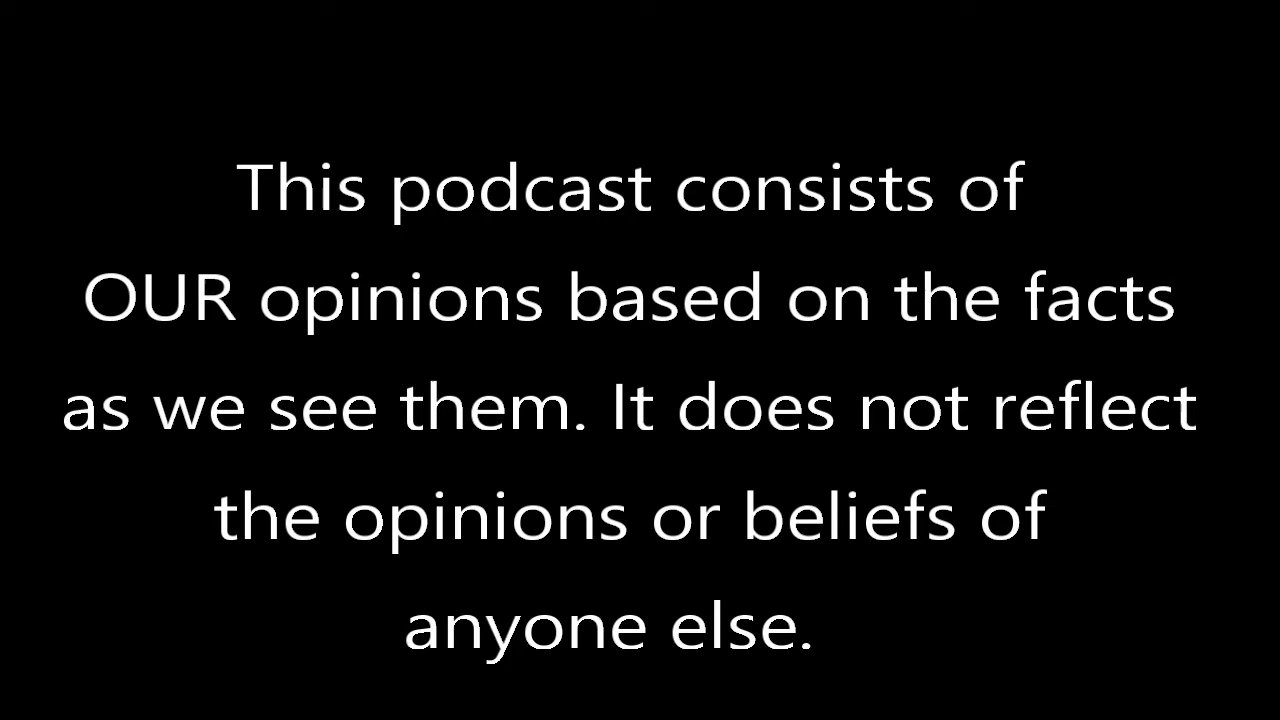 This podcast consists of
OUR opinions based on the facts
as we see them. It does not reflect
the opinions or beliefs of
anyone else.